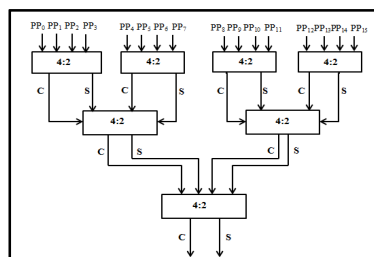 PP0 PP1 PP2 PP3 PP4 PP5 PP6 PP7 PP8 PP9 PP10 PP11 PP12 PP13 PP14 PP15
4:2 4:2 4:2 4:2
C S C S C S C S
4:2 4:2
C S C S
4:2
C S